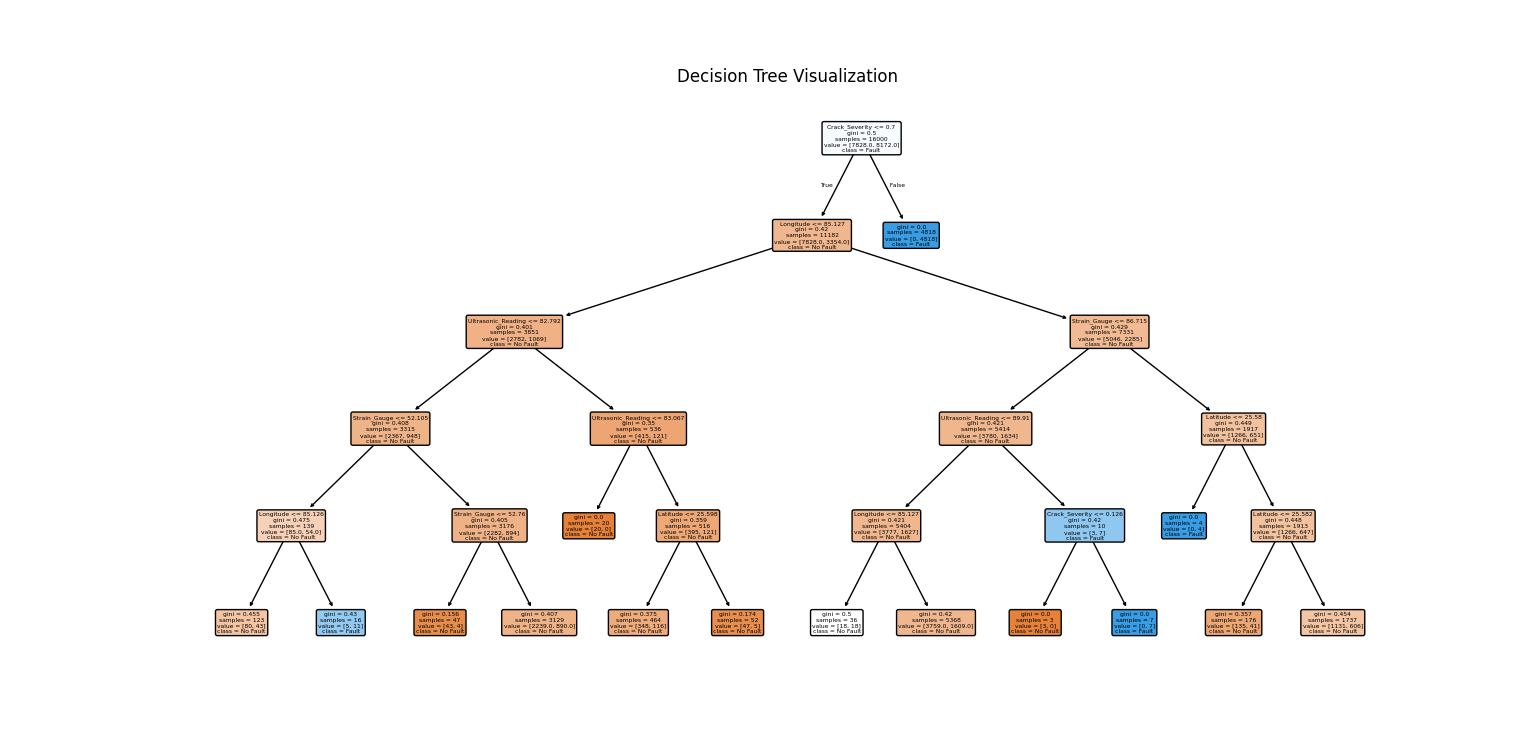 Decision Tree Visualization
Crack_Severity <= 0.7
gini = 0.5
samples = 16000
value = [7828.0, 8172.0]
class = Fault
True
False
Longitude <= 85.127
gini = 0.42
samples = 11182
value = [7828.0, 3354.0]
class = No Fault
gini = 0.0
samples = 4818
value = [0, 4818]
class = Fault
Ultrasonic_Reading <= 82.792
gini = 0.401
samples = 3851
value = [2782, 1069]
class = No Fault
Strain_Gauge <= 86.715
gini = 0.429
samples = 7331
value = [5046, 2285]
class = No Fault
Strain_Gauge <= 52.105
gini = 0.408
samples = 3315
value = [2367, 948]
class = No Fault
Ultrasonic_Reading <= 83.067
gini = 0.35
samples = 536
value = [415, 121]
class = No Fault
Ultrasonic_Reading <= 89.91
gini = 0.421
samples = 5414
value = [3780, 1634]
class = No Fault
Latitude <= 25.58
gini = 0.449
samples = 1917
value = [1266, 651]
class = No Fault
Longitude <= 85.126
gini = 0.475
samples = 139
value = [85.0, 54.0]
class = No Fault
Strain_Gauge <= 52.76
gini = 0.405
samples = 3176
value = [2282, 894]
class = No Fault
gini = 0.0
samples = 20
value = [20, 0]
class = No Fault
Latitude <= 25.598
gini = 0.359
samples = 516
value = [395, 121]
class = No Fault
Longitude <= 85.127
gini = 0.421
samples = 5404
value = [3777, 1627]
class = No Fault
Crack_Severity <= 0.126
gini = 0.42
samples = 10
value = [3, 7]
class = Fault
gini = 0.0
samples = 4
value = [0, 4]
class = Fault
Latitude <= 25.582
gini = 0.448
samples = 1913
value = [1266, 647]
class = No Fault
gini = 0.455
samples = 123
value = [80, 43]
class = No Fault
gini = 0.43
samples = 16
value = [5, 11]
class = Fault
gini = 0.156
samples = 47
value = [43, 4]
class = No Fault
gini = 0.407
samples = 3129
value = [2239.0, 890.0]
class = No Fault
gini = 0.375
samples = 464
value = [348, 116]
class = No Fault
gini = 0.174
samples = 52
value = [47, 5]
class = No Fault
gini = 0.5
samples = 36
value = [18, 18]
class = No Fault
gini = 0.42
samples = 5368
value = [3759.0, 1609.0]
class = No Fault
gini = 0.0
samples = 3
value = [3, 0]
class = No Fault
gini = 0.0
samples = 7
value = [0, 7]
class = Fault
gini = 0.357
samples = 176
value = [135, 41]
class = No Fault
gini = 0.454
samples = 1737
value = [1131, 606]
class = No Fault